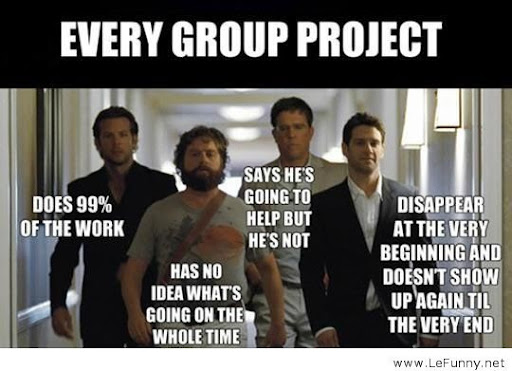 EVERY GROUP PROJECT
DOES 99%
OF THE WORK
HAS NO
IDEA WHAT'S
GOING ON THE
WHOLE TIME
SAYS HE'S
GOING TO
HELP BUT
HE'S NOT
DISAPPEAR
AT THE VERY
BEGINNING AND
DOESN'T SHOW
UP AGAIN TIL
THE VERY END
www.LeFunny.net